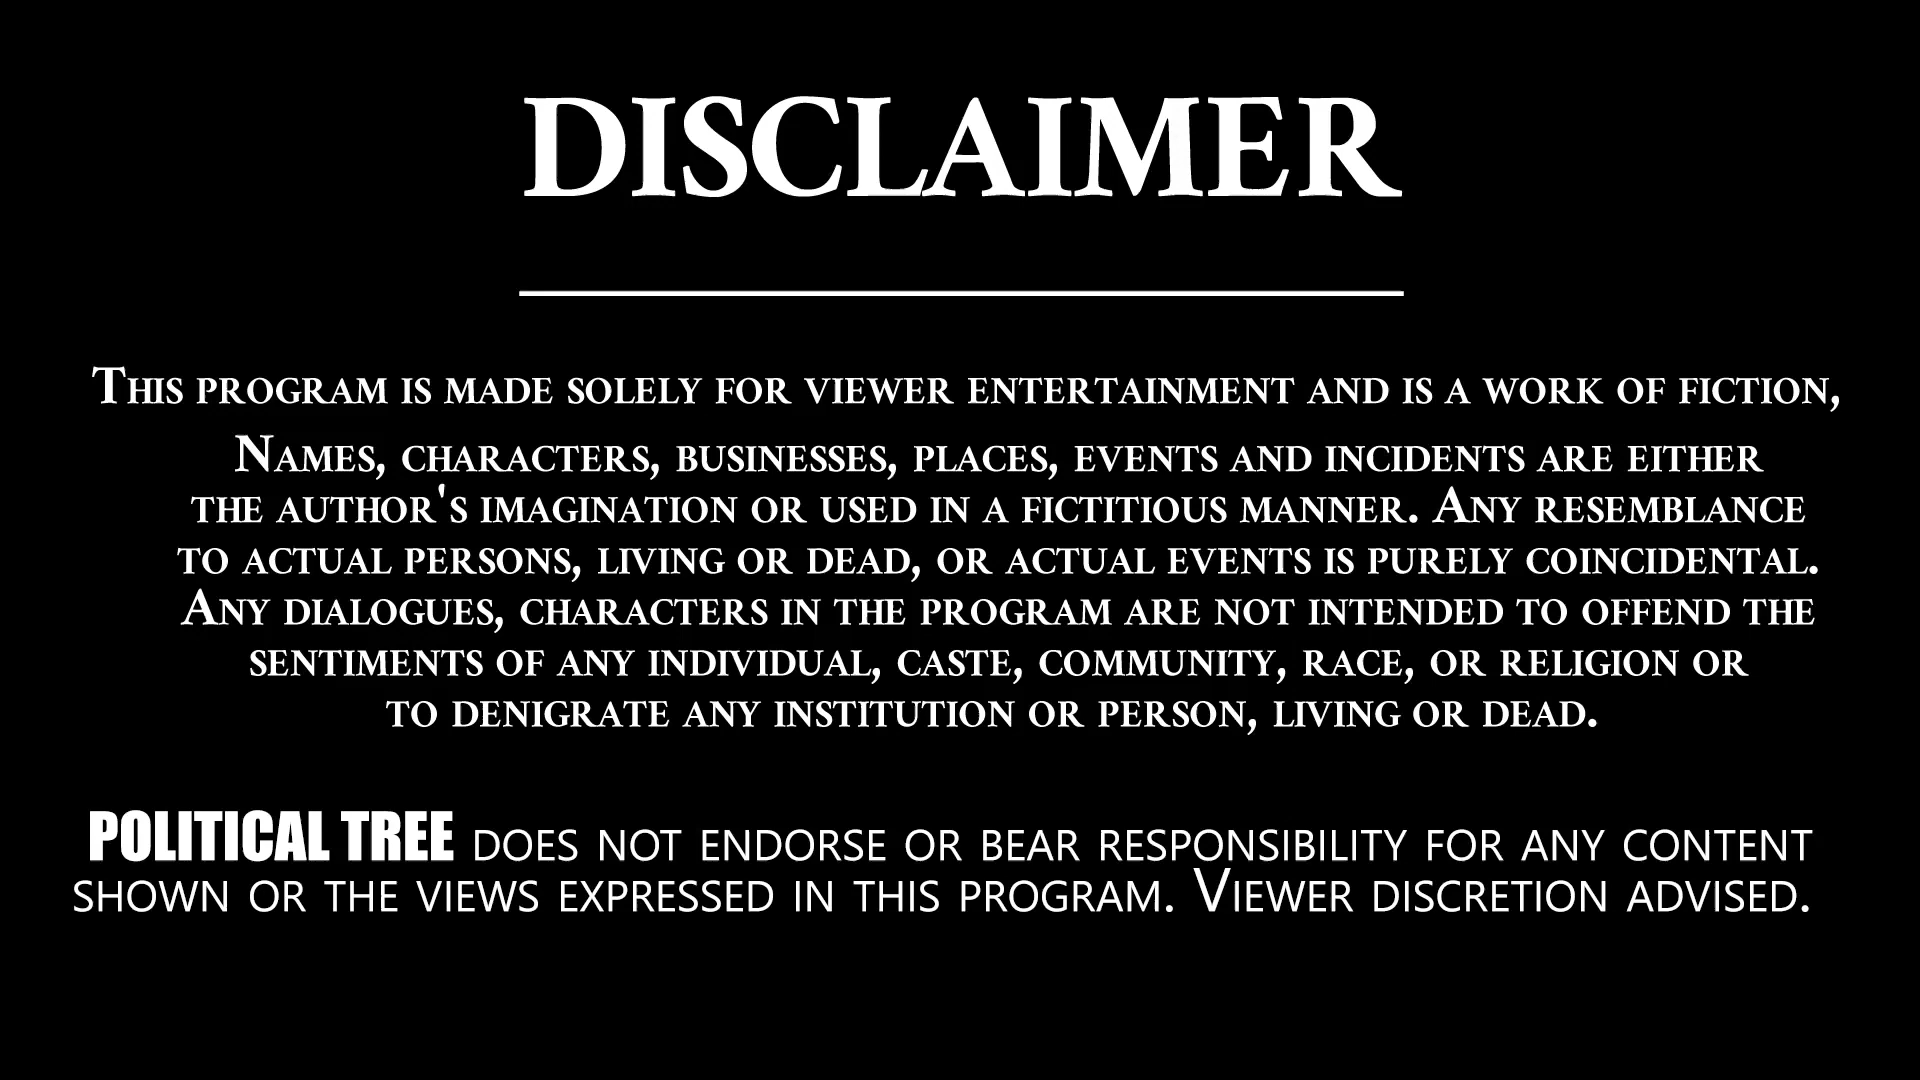 DISCLAIMER
This program is made solely for viewer entertainment and is a work of fiction,
Names, characters, businesses, places, events and incidents are either
the author's imagination or used in a fictitious manner. Any resemblance
to actual persons, living or dead, or actual events is purely coincidental.
Any dialogues, characters in the program are not intended to offend the
sentiments of any individual, caste, community, race, or religion or
to denigrate any institution or person, living or dead.
POLITICAL TREE does not endorse or bear responsibility for any content
shown or the views expressed in this program. Viewer discretion advised.